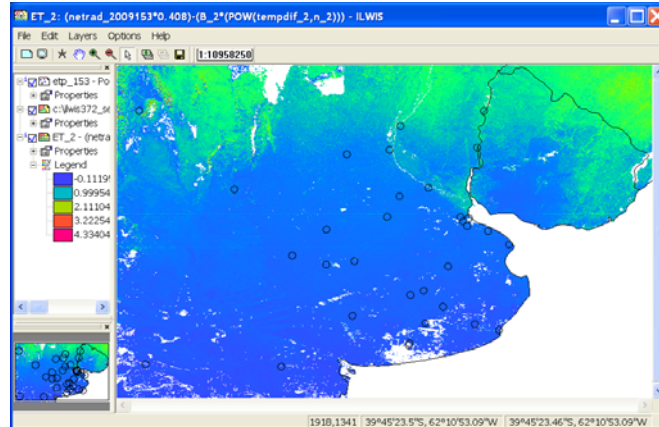 ET_2: (netrad_2009153*0.408)-(B_2*(POW(tempdif_2,n_2))) - ILWIS
File Edit Layers Options Help
1:10958250
etp_153 - Po
Properties
c:\ilwis372_se
Properties
ET_2 - (netra
Properties
Legend
-0.1119
0.99954
2.11104
3.22254
4.33404
1918,1341 39°45'23.5"S, 62°10'53.09"W 39°45'23.46"S, 62°10'53.09"W